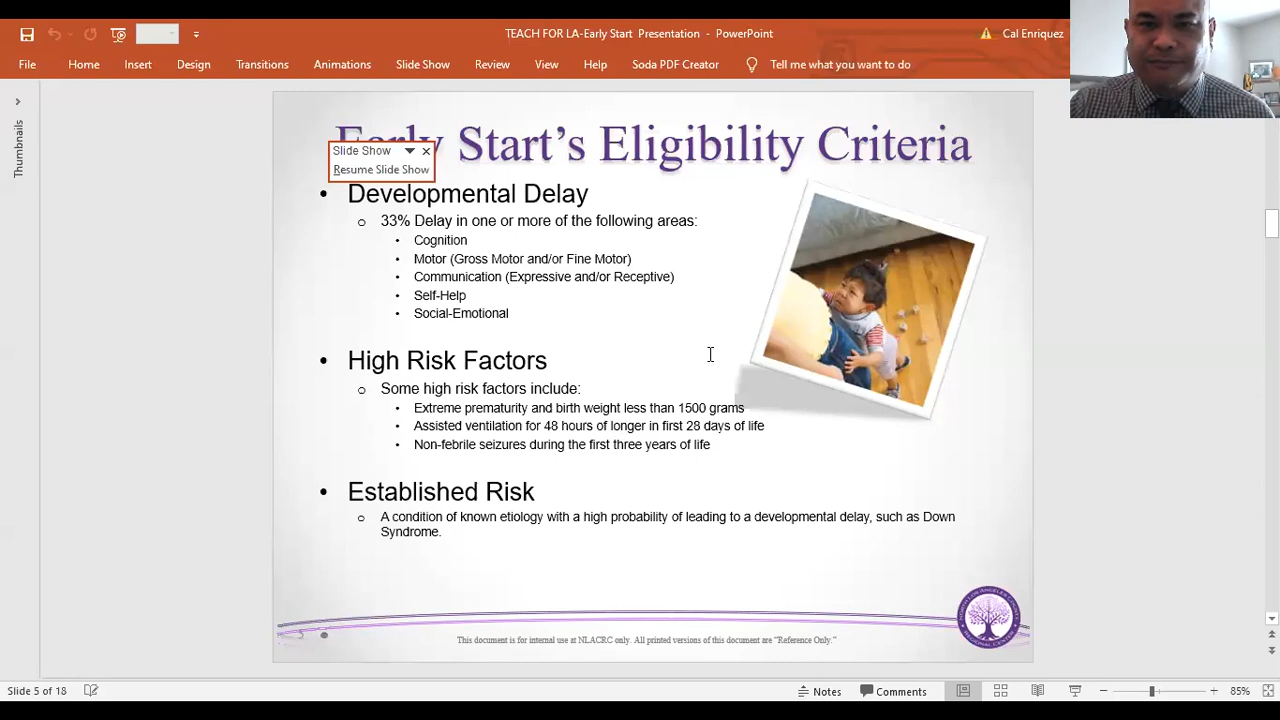 TEACH FOR LA-Early Start Presentation - PowerPoint
Cal Enriquez
File Home Insert Design Transitions Animations Slide Show Review View Help Soda PDF Creator Tell me what you want to do
Thumbnails
Early Start's Eligibility Criteria
Slide Show
Resume Slide Show
• Developmental Delay
o 33% Delay in one or more of the following areas:
• Cognition
• Motor (Gross Motor and/or Fine Motor)
• Communication (Expressive and/or Receptive)
• Self-Help
• Social-Emotional
• High Risk Factors
o Some high risk factors include:
• Extreme prematurity and birth weight less than 1500 grams
• Assisted ventilation for 48 hours of longer in first 28 days of life
• Non-febrile seizures during the first three years of life
• Established Risk
o A condition of known etiology with a high probability of leading to a developmental delay, such as Down
Syndrome.
5
This document is for internal use at NLACRC only. All printed versions of this document are "Reference Only."
Slide 5 of 18
Notes Comments 85%